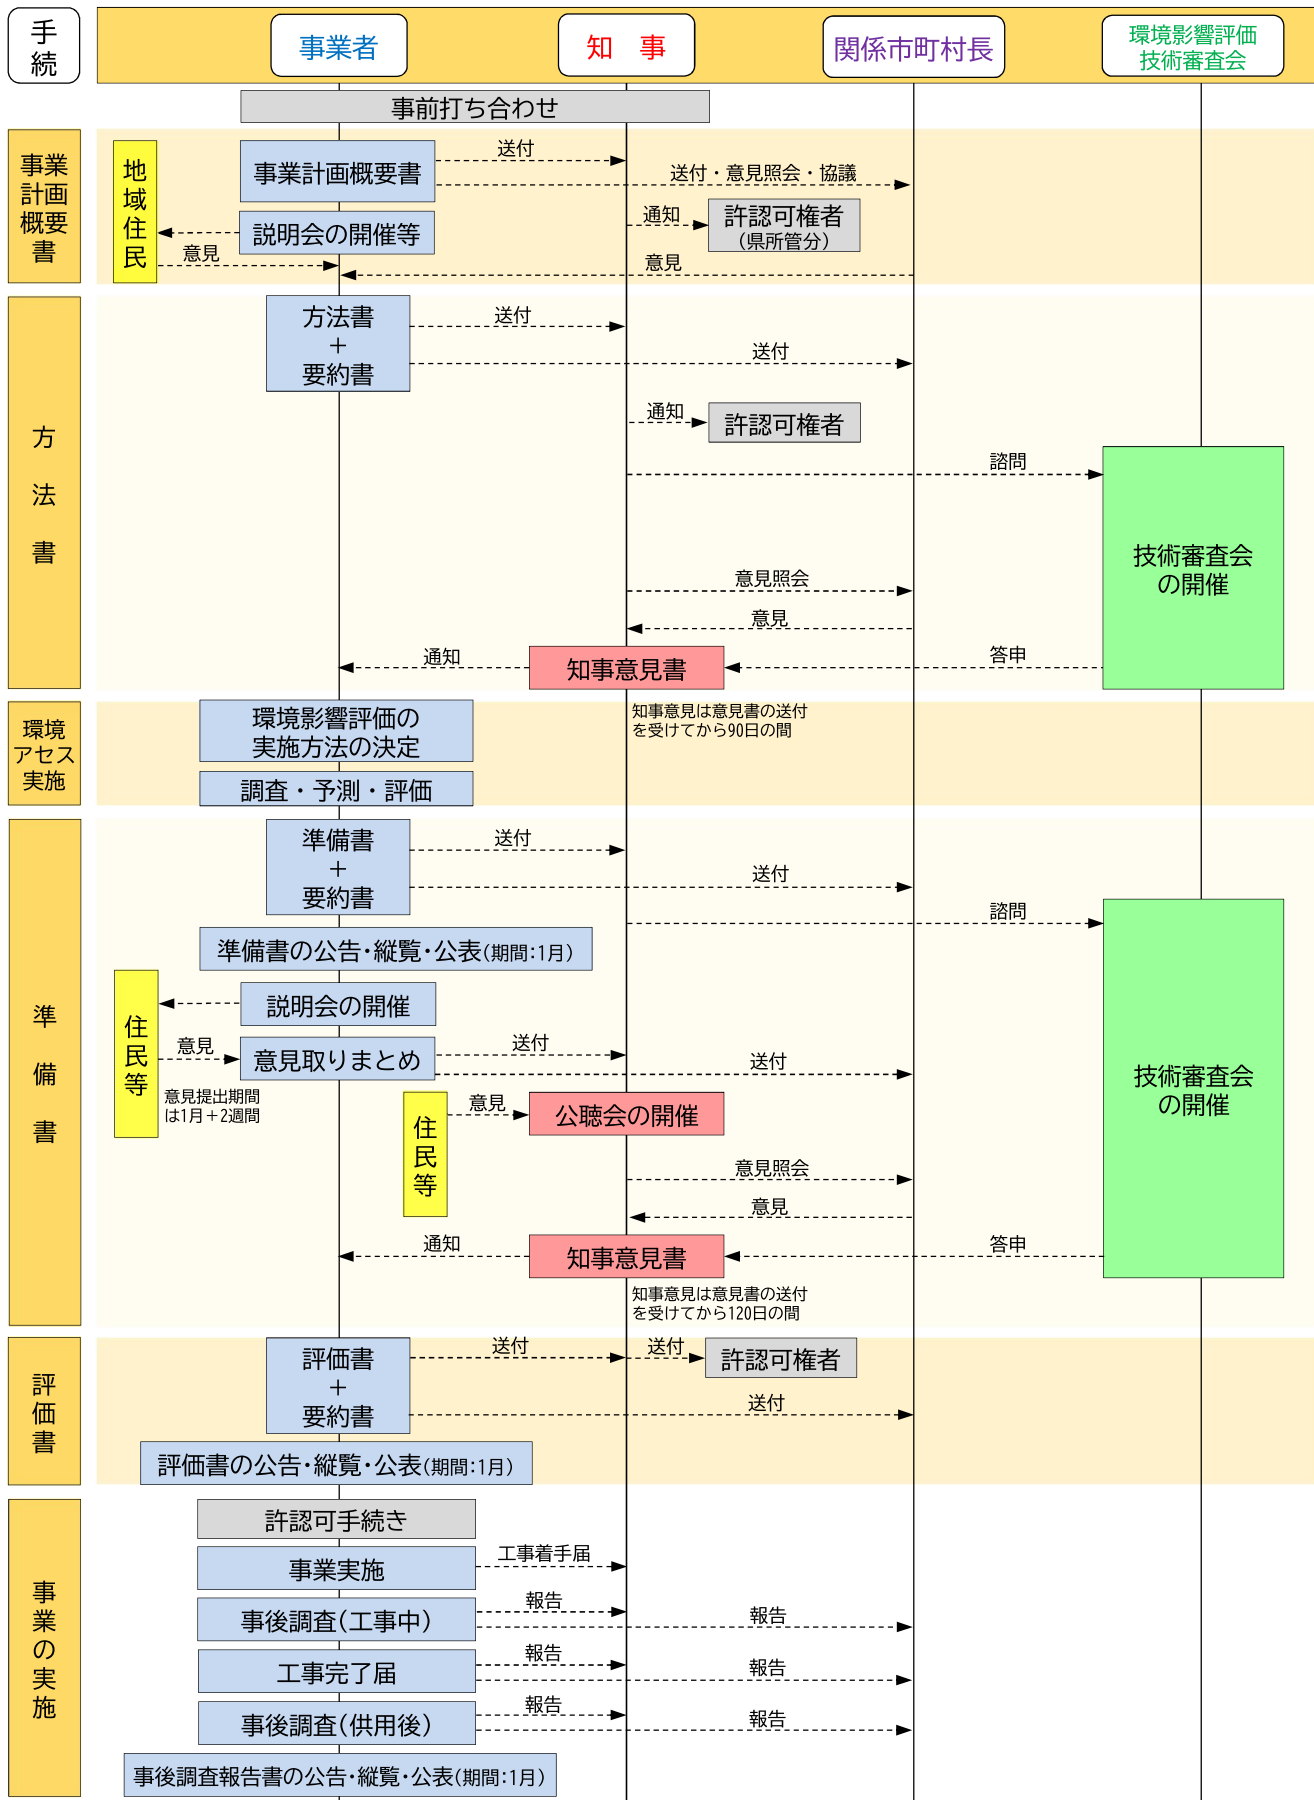 手
続
事業者
知　事
関係市町村長
環境影響評価
技術審査会
事前打ち合わせ
事業
計画
概要
書
地
域
住
民
事業計画概要書
送付
送付・意見照会・協議
説明会の開催等
通知
許認可権者
（県所管分）
意見
意見
方
法
書
方法書
＋
要約書
送付
送付
通知
許認可権者
諮問
技術審査会
の開催
意見照会
意見
通知
知事意見書
答申
環境
アセス
実施
環境影響評価の
実施方法の決定
知事意見は意見書の送付
を受けてから90日の間
調査・予測・評価
準
備
書
準備書
＋
要約書
送付
送付
諮問
準備書の公告・縦覧・公表（期間：1月）
住
民
等
説明会の開催
意見
意見取りまとめ
送付
送付
意見提出期間
は1月＋2週間
住
民
等
意見
公聴会の開催
技術審査会
の開催
意見照会
意見
通知
知事意見書
答申
知事意見は意見書の送付
を受けてから120日の間
評
価
書
評価書
＋
要約書
送付
送付
許認可権者
送付
評価書の公告・縦覧・公表（期間：1月）
事
業
の
実
施
許認可手続き
事業実施
工事着手届
事後調査（工事中）
報告
報告
工事完了届
報告
報告
事後調査（供用後）
報告
報告
事後調査報告書の公告・縦覧・公表（期間：1月）